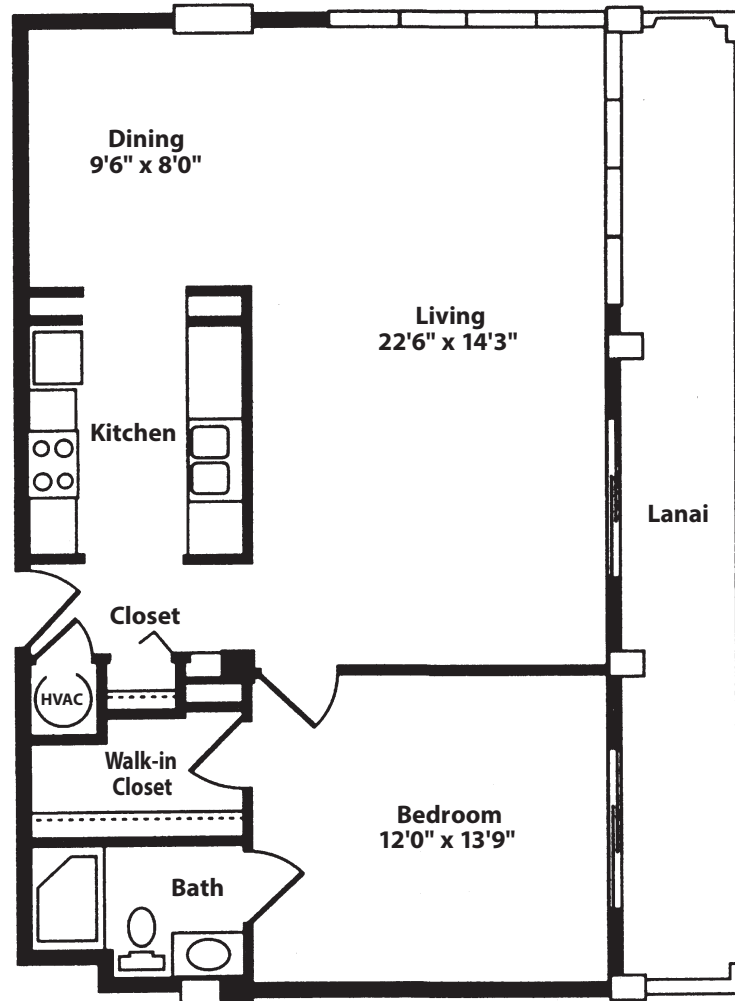 Dining
9'6" x 8'0"
Living
22'6" x 14'3"
Kitchen
Lanai
Closet
HVAC
Walk-in
Closet
Bedroom
12'0" x 13'9"
Bath